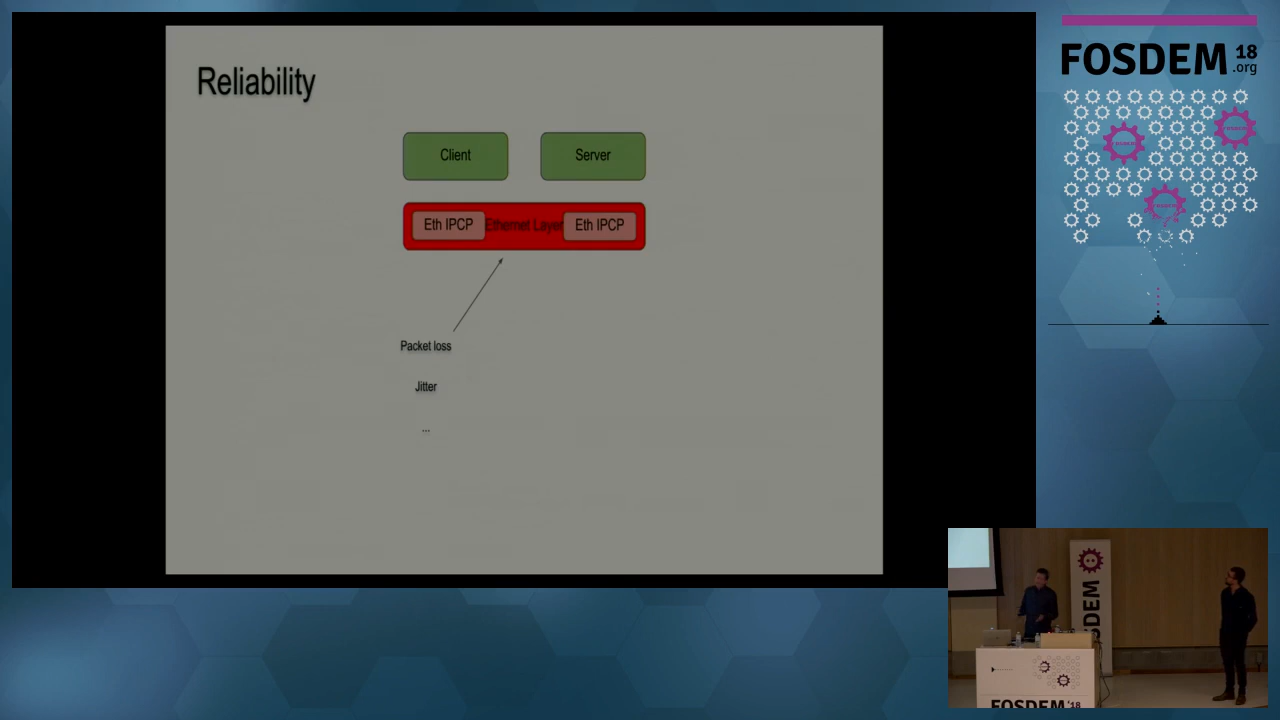 Reliability
Client
Server
Eth IPCP
Ethernet Layer
Eth IPCP
Packet loss
Jitter
...
FOSDEM 18
.org
FOSDEM
FOSDEM'18